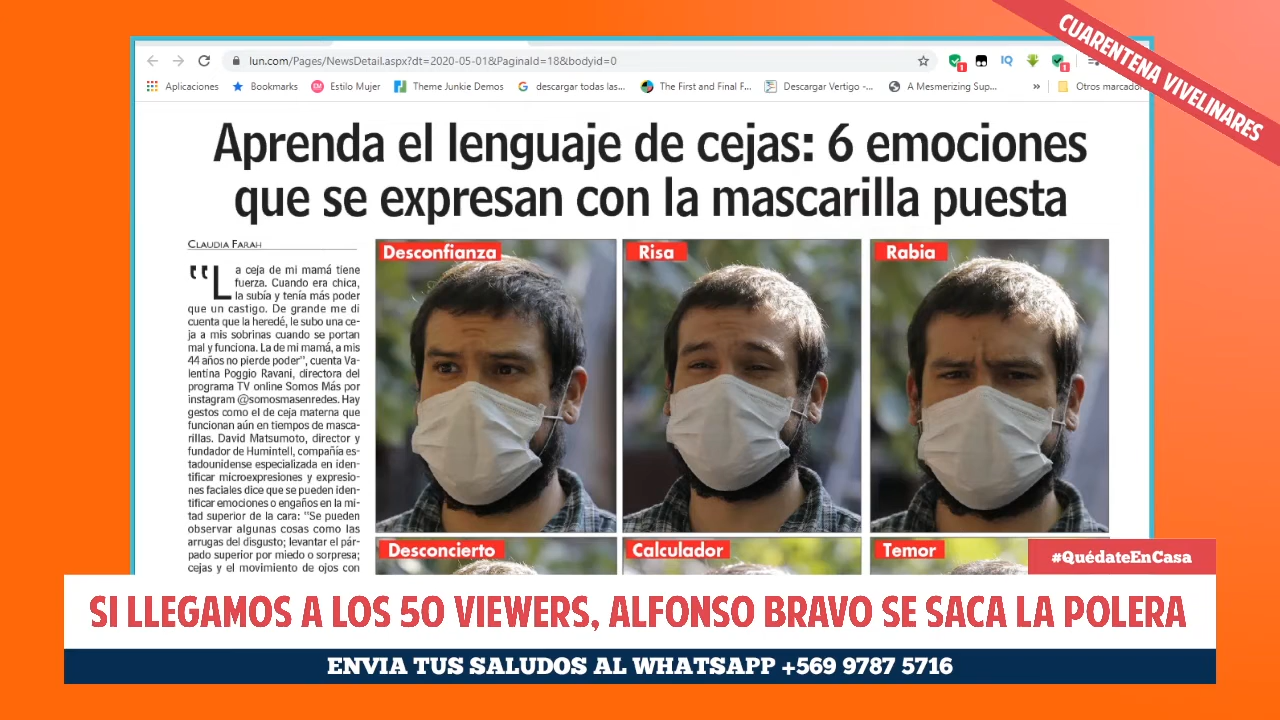 CUARENTENA VIVELINARES
lun.com/Pages/NewsDetail.aspx?dt=2020-05-01&PaginaId=18&bodyid=0
Aplicaciones
Bookmarks
Estilo Mujer
Theme Junkie Demos
descargar todas las...
The First and Final F...
Descargar Vertigo -...
A Mesmerizing Sup...
»
Otros marcador
Aprenda el lenguaje de cejas: 6 emociones
que se expresan con la mascarilla puesta
CLAUDIA FARAH
“La ceja de mi mamá tiene
fuerza. Cuando era chica,
la subía y tenía más poder
que un castigo. De grande me di
cuenta que la heredé, le subo una ce-
ja a mis sobrinas cuando se portan
mal y funciona. La de mi mamá, a mis
44 años no pierde poder”, cuenta Va-
lentina Poggio Ravani, directora del
programa TV online Somos Más por
instagram @somosmasenredes. Hay
gestos como el de ceja materna que
funcionan aún en tiempos de masca-
rillas. David Matsumoto, director y
fundador de Humintell, compañía es-
tadounidense especializada en iden-
tificar microexpresiones y expresio-
nes faciales dice que se pueden iden-
tificar emociones o engaños en la mi-
tad superior de la cara: “Se pueden
observar algunas cosas como las
arrugas del disgusto; levantar el pár-
pado superior por miedo o sorpresa;
cejas y el movimiento de ojos con
Desconfianza
Risa
Rabia
Desconcierto
Calculador
Temor
#QuédateEnCasa
SI LLEGAMOS A LOS 50 VIEWERS, ALFONSO BRAVO SE SACA LA POLERA
ENVIA TUS SALUDOS AL WHATSAPP +569 9787 5716